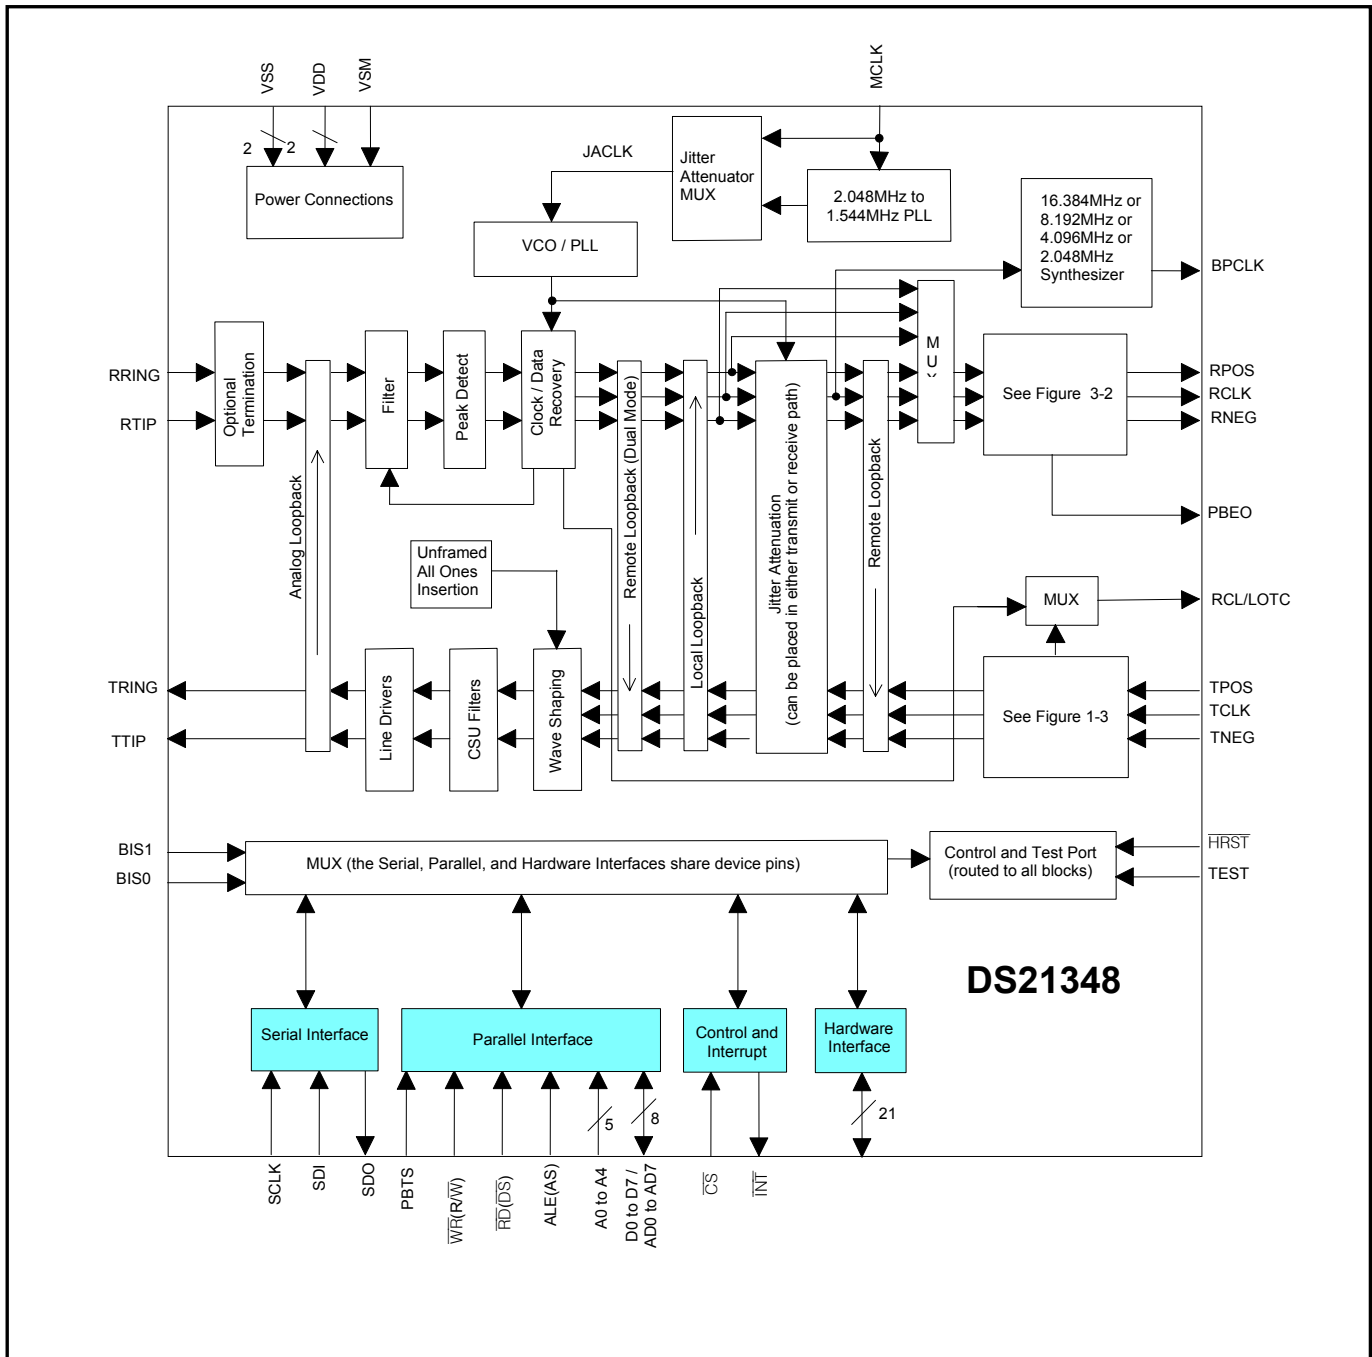 VSS
VDD
VSM
MCLK
2
2
Power Connections
JACLK
Jitter
Attenuator
MUX
2.048MHz to
1.544MHz PLL
VCO / PLL
16.384MHz or
8.192MHz or
4.096MHz or
2.048MHz
Synthesizer
BPCLK
RRING
RTIP
Optional
Termination
Analog Loopback
Filter
Peak Detect
Clock / Data
Recovery
Remote Loopback (Dual Mode)
Local Loopback
Jitter Attenuation
(can be placed in either transmit or receive path)
Remote Loopback
MUX
See Figure 3-2
RPOS
RCLK
RNEG
PBEO
Unframed
All Ones
Insertion
MUX
RCL/LOTC
TRING
TTIP
Line Drivers
CSU Filters
Wave Shaping
See Figure 1-3
TPOS
TCLK
TNEG
BIS1
BIS0
MUX (the Serial, Parallel, and Hardware Interfaces share device pins)
Control and Test Port
(routed to all blocks)
H̅R̅S̅T̅
TEST
DS21348
Serial Interface
Parallel Interface
Control and
Interrupt
Hardware
Interface
5
8
21
SCLK
SDI
SDO
PBTS
W̅R̅(R/W̅)
R̅D̅(D̅S̅)
ALE(AS)
A0 to A4
D0 to D7 /
AD0 to AD7
C̅S̅
I̅N̅T̅